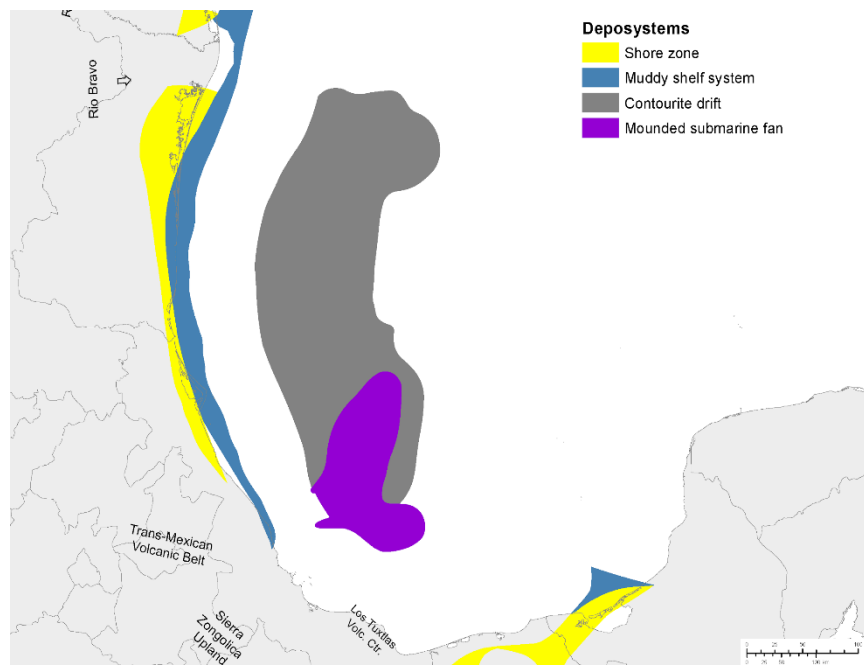 Deposystems
Shore zone
Muddy shelf system
Contourite drift
Mounded submarine fan
R
Rio Bravo
Trans-Mexican
Volcanic Belt
Sierra
Zongolica
Upland
Los Tuxtlas
Volc. Ctr.